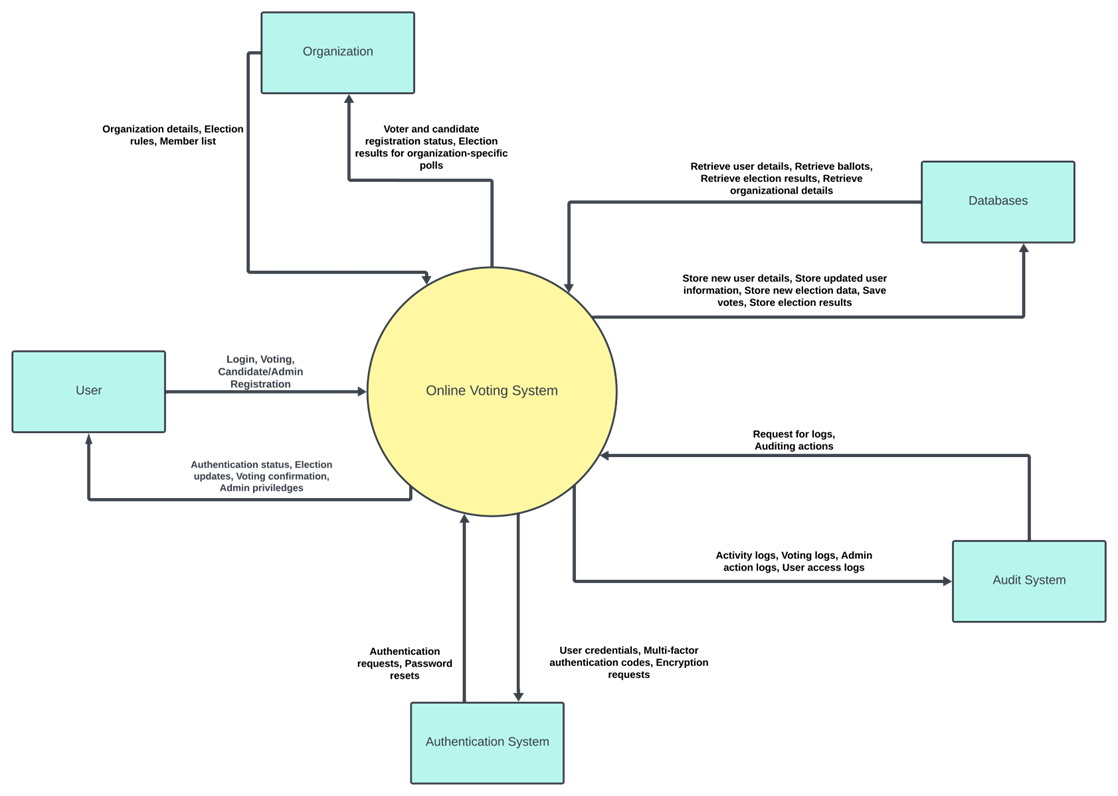 Organization
Organization details, Election
rules, Member list
Voter and candidate
registration status, Election
results for organization-specific
polls
Retrieve user details, Retrieve ballots,
Retrieve election results, Retrieve
organizational details
Databases
Store new user details, Store updated user
information, Store new election data, Save
votes, Store election results
User
Login, Voting,
Candidate/Admin
Registration
Online Voting System
Authentication status, Election
updates, Voting confirmation,
Admin priviledges
Request for logs,
Auditing actions
Activity logs, Voting logs, Admin
action logs, User access logs
Audit System
Authentication
requests, Password
resets
User credentials, Multi-factor
authentication codes, Encryption
requests
Authentication System